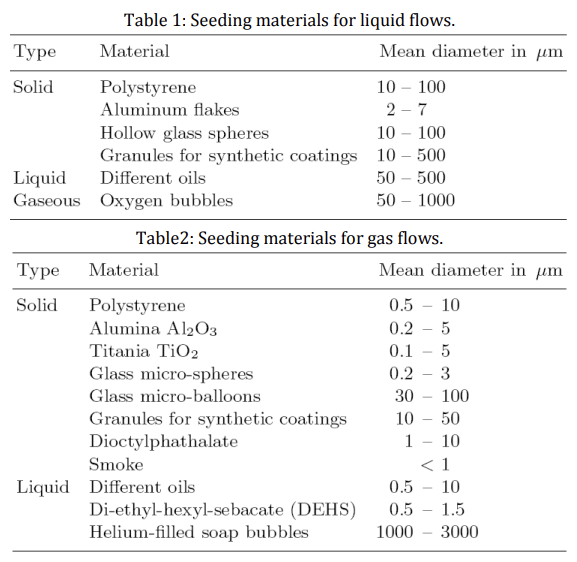 Table 1: Seeding materials for liquid flows.
Type Material Mean diameter in μm
Solid Polystyrene 10 – 100
Aluminum flakes 2 – 7
Hollow glass spheres 10 – 100
Granules for synthetic coatings 10 – 500
Liquid Different oils 50 – 500
Gaseous Oxygen bubbles 50 – 1000
Table2: Seeding materials for gas flows.
Type Material Mean diameter in μm
Solid Polystyrene 0.5 – 10
Alumina Al₂O₃ 0.2 – 5
Titania TiO₂ 0.1 – 5
Glass micro-spheres 0.2 – 3
Glass micro-balloons 30 – 100
Granules for synthetic coatings 10 – 50
Dioctylphathalate 1 – 10
Smoke < 1
Liquid Different oils 0.5 – 10
Di-ethyl-hexyl-sebacate (DEHS) 0.5 – 1.5
Helium-filled soap bubbles 1000 – 3000